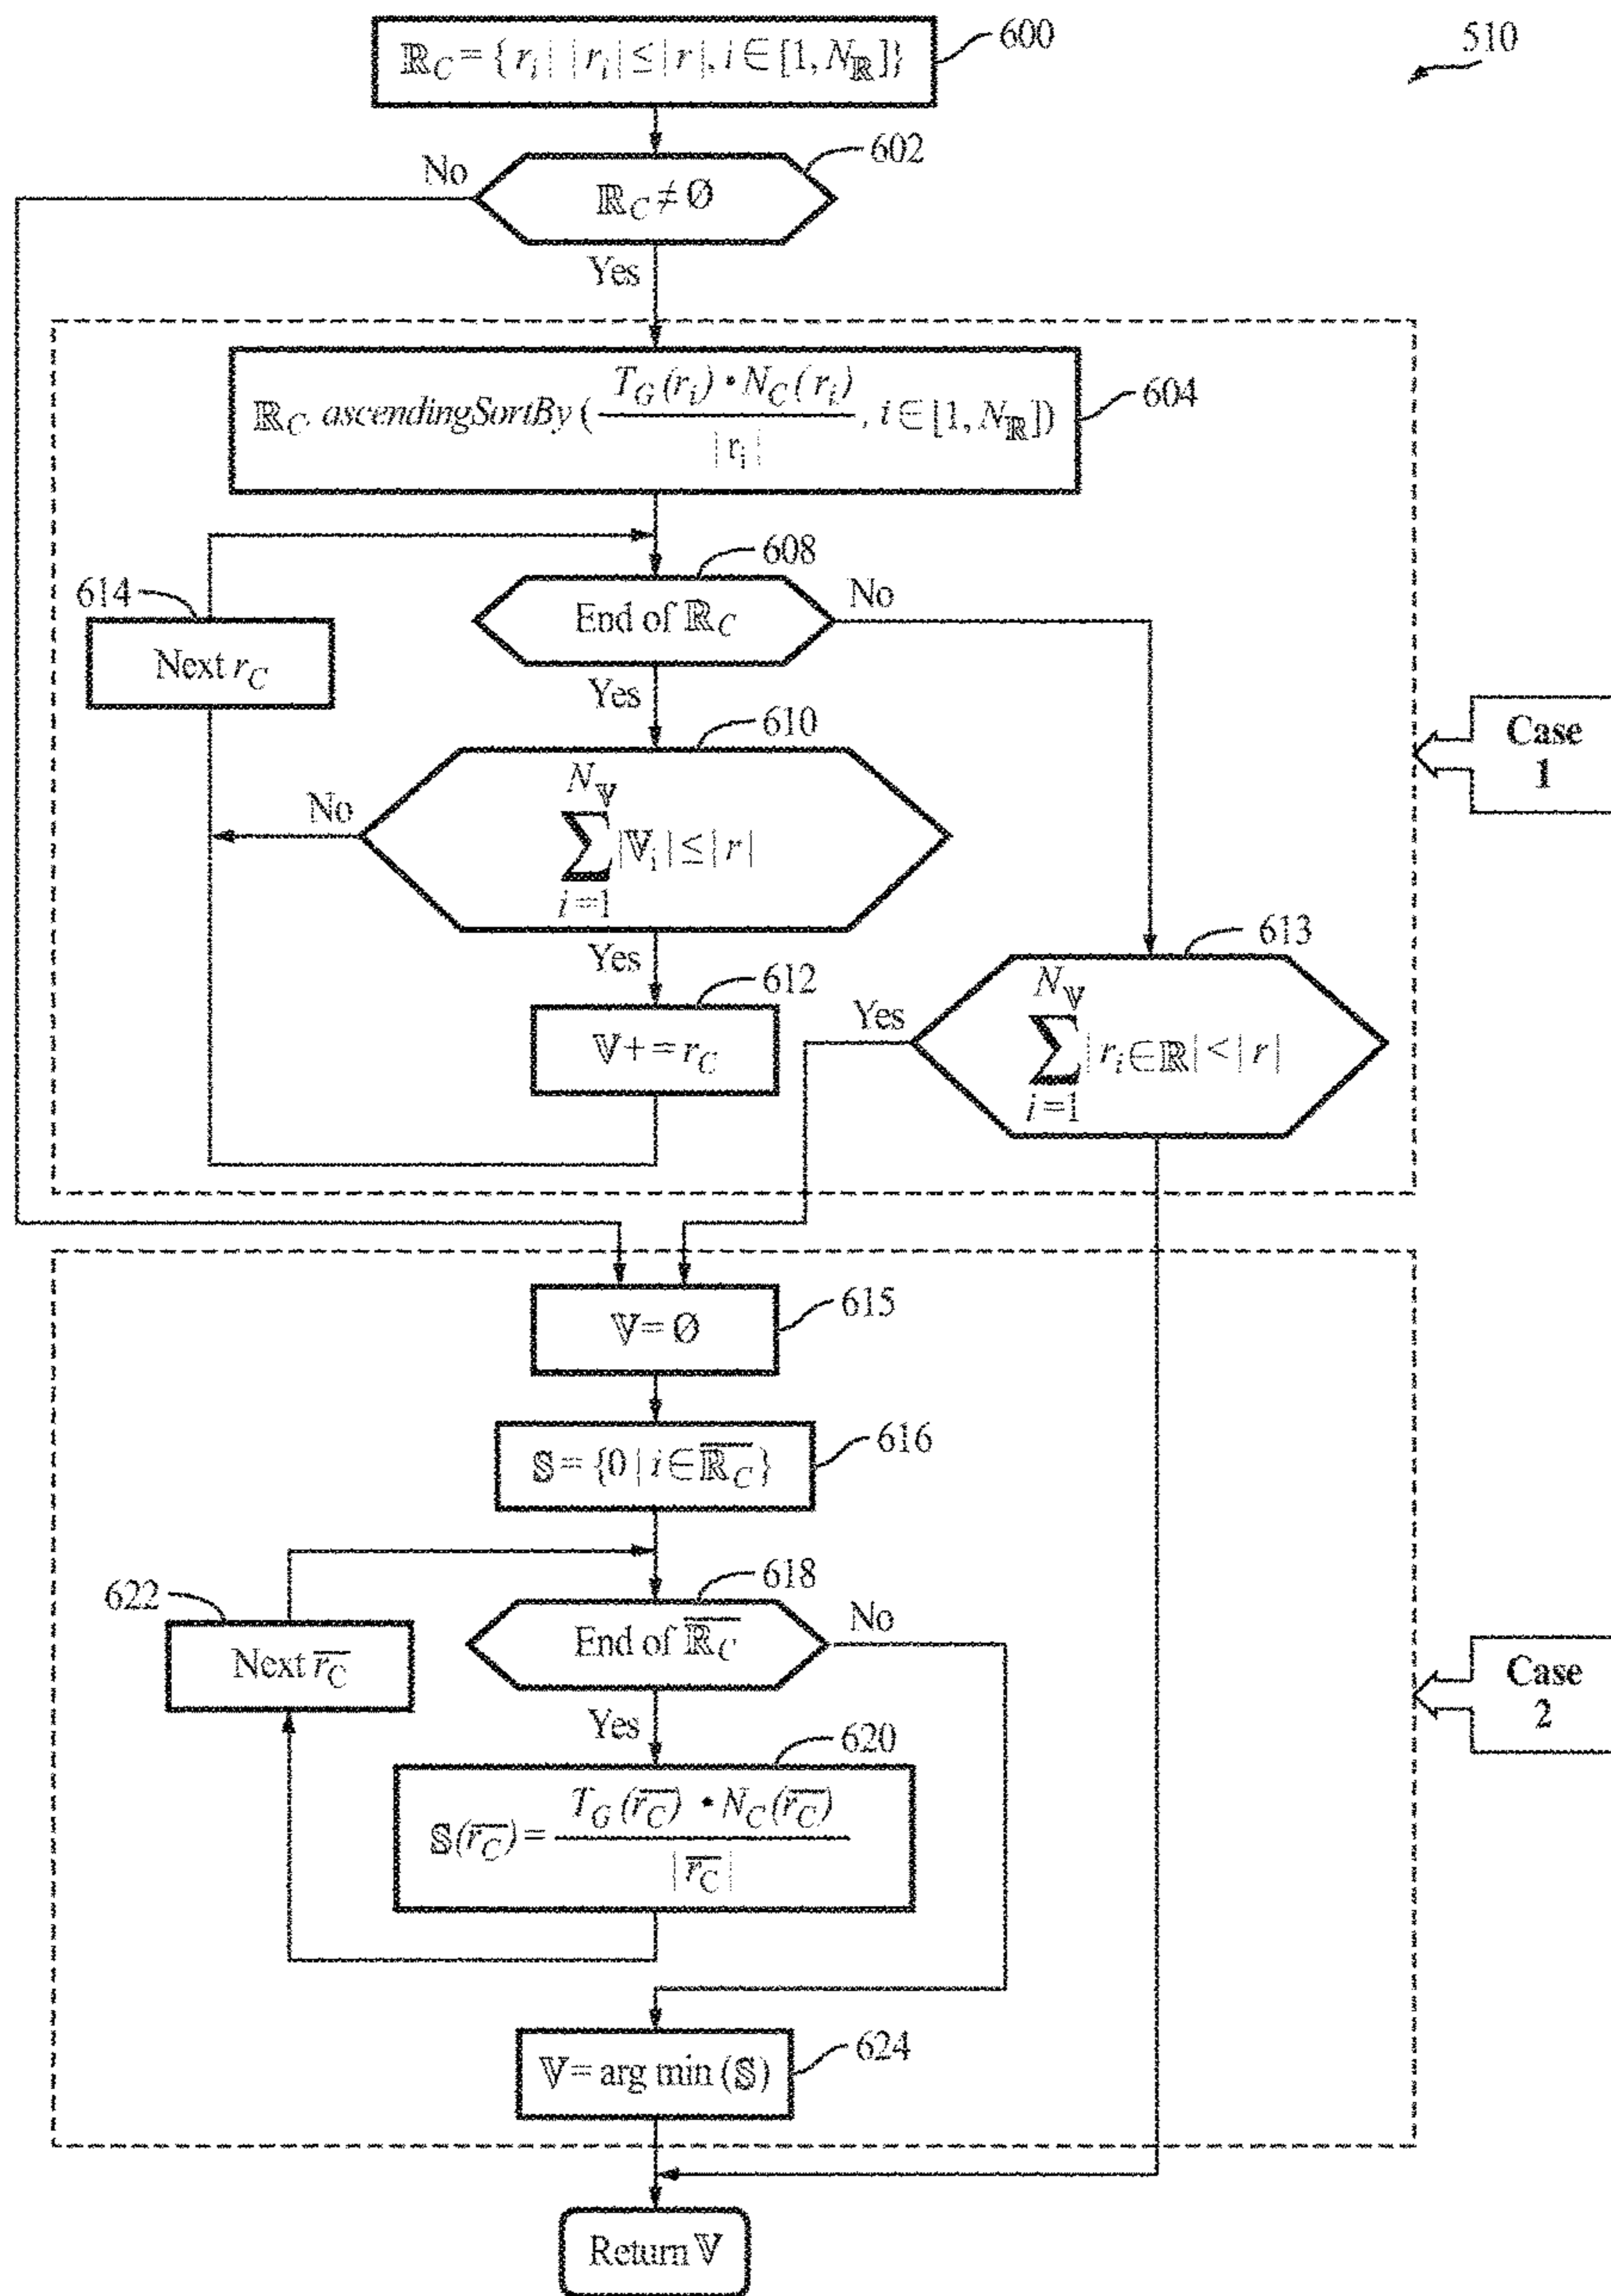 ℝ_C = { r_i | |r_i| ≤ |r|, i ∈ [1, N_ℝ]}
600
510
602
No
ℝ_C ≠ Ø
Yes
ℝ_C. ascendingSortBy ( T_G(r_i) • N_C(r_i) / |r_i| , i ∈ [1, N_ℝ])
604
608
614
End of ℝ_C
No
Next r_C
Yes
610
Case
1
No
N_𝕍 ∑ i=1 |𝕍_i| ≤ |r|
Yes
612
613
𝕍 + = r_C
Yes
N_𝕍 ∑ i=1 | r_i ∈ ℝ| < | r |
𝕍 = Ø
615
𝕊 = {0 | i ∈ \overline{ℝ_C}}
616
618
622
End of \overline{ℝ_C}
No
Next \overline{r_C}
Yes
Case
2
620
𝕊(\overline{r_C}) = T_G(\overline{r_C}) • N_C(\overline{r_C}) / |\overline{r_C}|
𝕍 = arg min (𝕊)
624
Return 𝕍